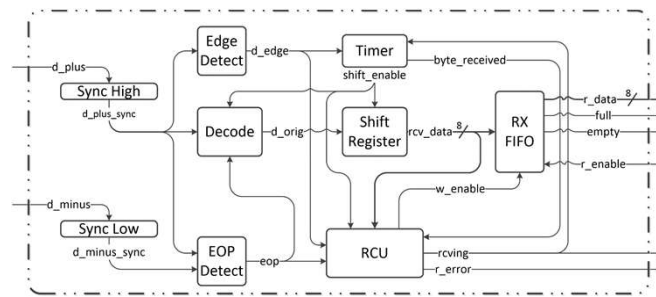 d_plus
Sync High
d_plus_sync
Edge
Detect
d_edge
Timer
shift_enable
byte_received
Decode
d_orig
Shift
Register
rcv_data
8
RX
FIFO
r_data
8
full
empty
r_enable
w_enable
d_minus
Sync Low
d_minus_sync
EOP
Detect
eop
RCU
rcving
r_error